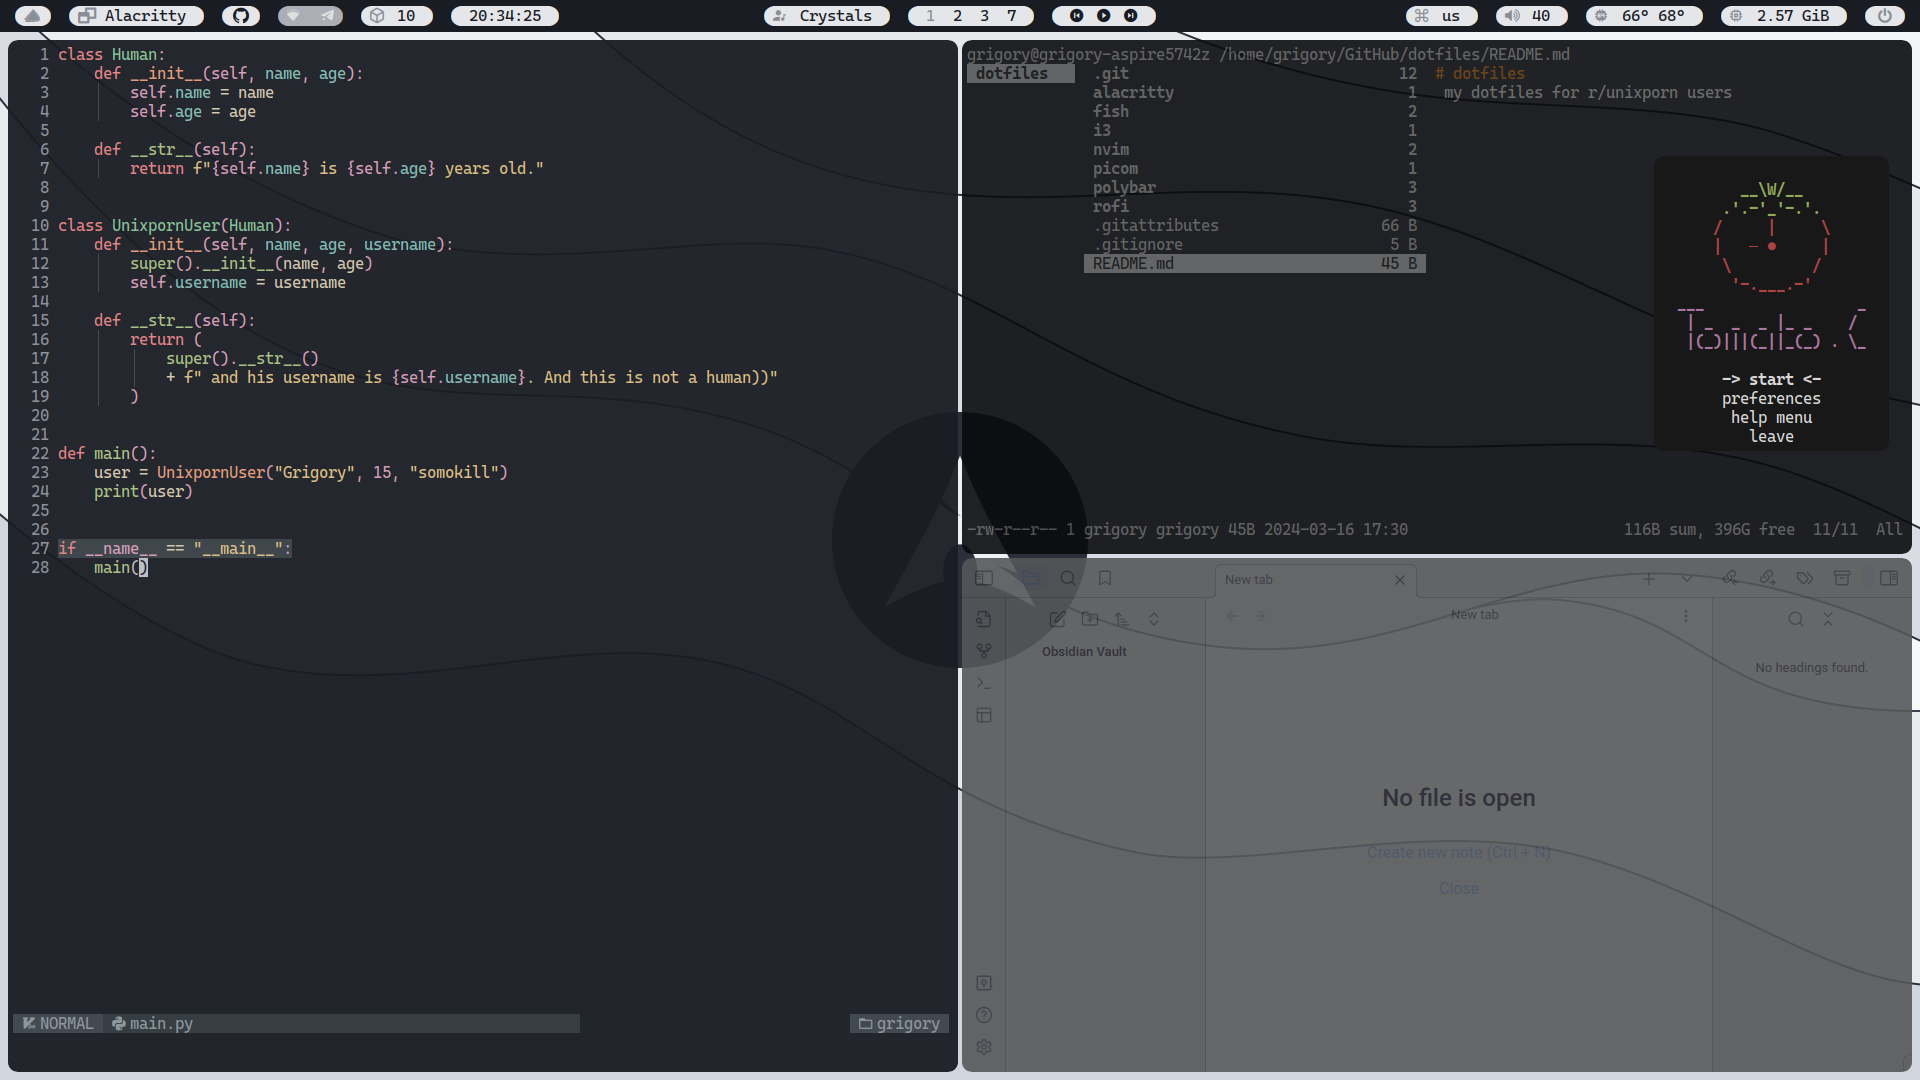 Alacritty 10 20:34:25 Crystals 1 2 3 7 us 40 66° 68° 2.57 GiB
1 class Human:
2 def __init__(self, name, age):
3 self.name = name
4 self.age = age
5
6 def __str__(self):
7 return f"{self.name} is {self.age} years old."
8
9
10 class UnixpornUser(Human):
11 def __init__(self, name, age, username):
12 super().__init__(name, age)
13 self.username = username
14
15 def __str__(self):
16 return (
17 super().__str__()
18 + f" and his username is {self.username}. And this is not a human))"
19 )
20
21
22 def main():
23 user = UnixpornUser("Grigory", 15, "somokill")
24 print(user)
25
26
27 if __name__ == "__main__":
28 main()
NORMAL main.py grigory
grigory@grigory-aspire5742z /home/grigory/GitHub/dotfiles/README.md
dotfiles .git 12 # dotfiles
alacritty 1 my dotfiles for r/unixporn users
fish 2
i3 1
nvim 2
picom 1
polybar 3
rofi 3
.gitattributes 66 B
.gitignore 5 B
README.md 45 B
-rw-r--r-- 1 grigory grigory 45B 2024-03-16 17:30 116B sum, 396G free 11/11 All
__\W/__
.'.-'_'-.'.
/ | \
| - ● |
\ /
'-.___.-'
___ _
| _ _ _ |_ _ /
|(_)|||(_||_(_) . \_
-> start <-
preferences
help menu
leave
New tab
New tab
Obsidian Vault
No headings found.
No file is open
Create new note (Ctrl + N)
Close